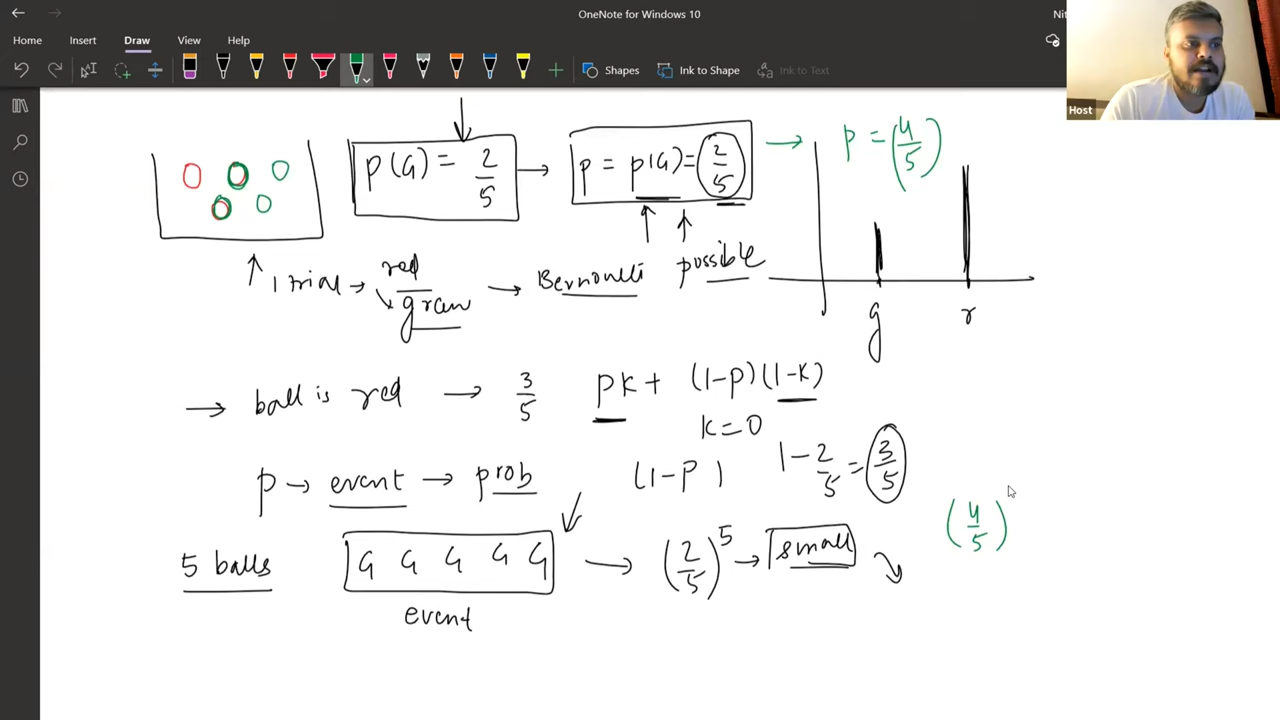 OneNote for Windows 10
Nit
Home Insert Draw View Help
Shapes Ink to Shape Ink to Text
Host
P(G) = 2/5 → p = p(G) = (2/5) → p = (4/5)
↑ 1 trial → red
green → Bernoulli possible
g r
→ ball is red → 3/5 pk + (1-p)(1-k)
k=0
p → event → prob (1-p) 1 - 2/5 = 3/5
5 balls G G G G G → (2/5)^5 → small (4/5)
event